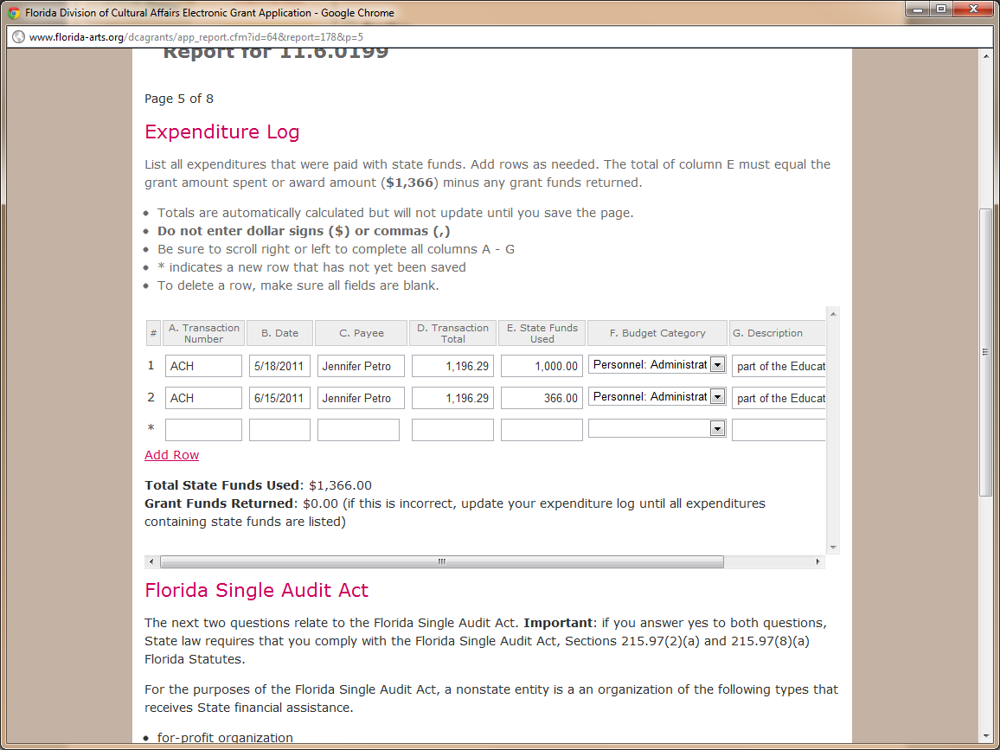 Florida Division of Cultural Affairs Electronic Grant Application - Google Chrome
www.florida-arts.org/dcagrants/app_report.cfm?id=64&report=178&p=5
Report for 11.6.0199
Page 5 of 8
Expenditure Log
List all expenditures that were paid with state funds. Add rows as needed. The total of column E must equal the
grant amount spent or award amount ($1,366) minus any grant funds returned.
• Totals are automatically calculated but will not update until you save the page.
• Do not enter dollar signs ($) or commas (,)
• Be sure to scroll right or left to complete all columns A - G
• * indicates a new row that has not yet been saved
• To delete a row, make sure all fields are blank.
# A. Transaction Number B. Date C. Payee D. Transaction Total E. State Funds Used F. Budget Category G. Description
1 ACH 5/18/2011 Jennifer Petro 1,196.29 1,000.00 Personnel: Administrat part of the Educat
2 ACH 6/15/2011 Jennifer Petro 1,196.29 366.00 Personnel: Administrat part of the Educat
*
Add Row
Total State Funds Used: $1,366.00
Grant Funds Returned: $0.00 (if this is incorrect, update your expenditure log until all expenditures
containing state funds are listed)
Florida Single Audit Act
The next two questions relate to the Florida Single Audit Act. Important: if you answer yes to both questions,
State law requires that you comply with the Florida Single Audit Act, Sections 215.97(2)(a) and 215.97(8)(a)
Florida Statutes.
For the purposes of the Florida Single Audit Act, a nonstate entity is a an organization of the following types that
receives State financial assistance.
• for-profit organization